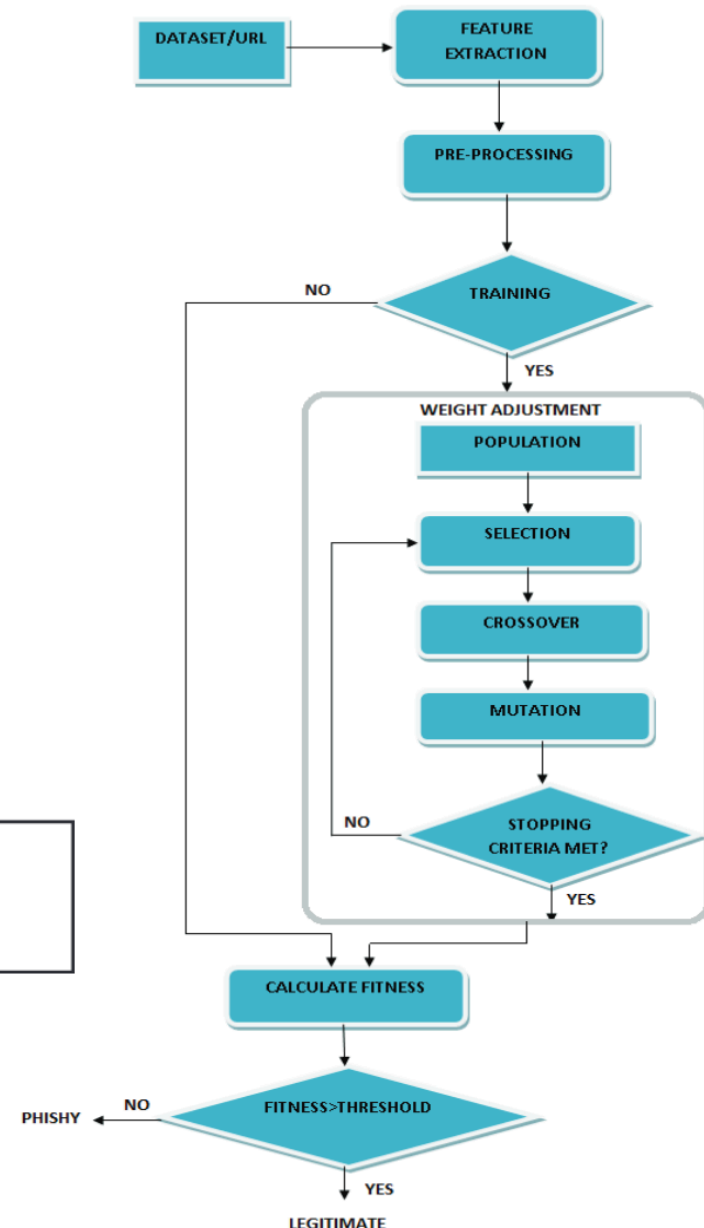 DATASET/URL
FEATURE
EXTRACTION
PRE-PROCESSING
TRAINING
NO
YES
WEIGHT ADJUSTMENT
POPULATION
SELECTION
CROSSOVER
MUTATION
STOPPING
CRITERIA MET?
NO
YES
CALCULATE FITNESS
FITNESS>THRESHOLD
NO
PHISHY
YES
LEGITIMATE